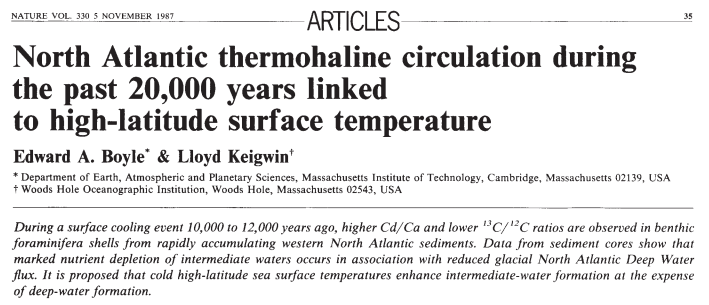 NATURE VOL. 330 5 NOVEMBER 1987 ARTICLES 35
North Atlantic thermohaline circulation during
the past 20,000 years linked
to high-latitude surface temperature
Edward A. Boyle* & Lloyd Keigwin†
* Department of Earth, Atmospheric and Planetary Sciences, Massachusetts Institute of Technology, Cambridge, Massachusetts 02139, USA
† Woods Hole Oceanographic Institution, Woods Hole, Massachusetts 02543, USA
During a surface cooling event 10,000 to 12,000 years ago, higher Cd/Ca and lower ¹³C/¹²C ratios are observed in benthic
foraminifera shells from rapidly accumulating western North Atlantic sediments. Data from sediment cores show that
marked nutrient depletion of intermediate waters occurs in association with reduced glacial North Atlantic Deep Water
flux. It is proposed that cold high-latitude sea surface temperatures enhance intermediate-water formation at the expense
of deep-water formation.